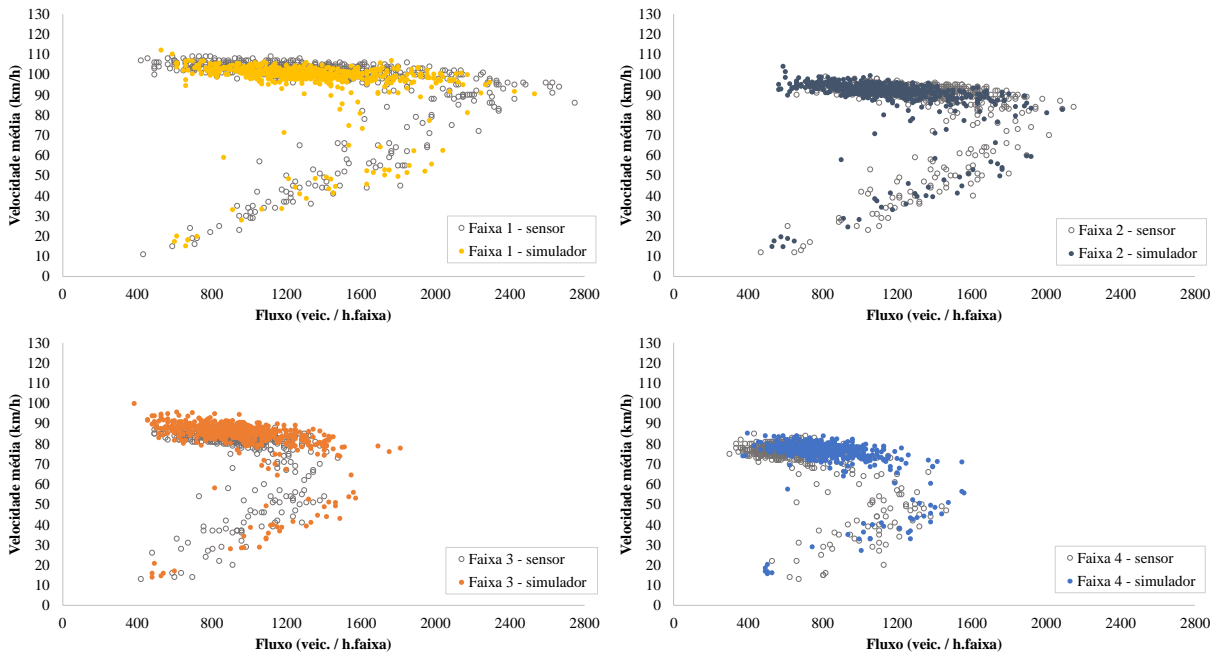 130
120
110
100
90
80
70
60
50
40
30
20
10
0
Velocidade média (km/h)
0 400 800 1200 1600 2000 2400 2800
Fluxo (veic. / h.faixa)
Faixa 1 - sensor
Faixa 1 - simulador
130
120
110
100
90
80
70
60
50
40
30
20
10
0
Velocidade média (km/h)
0 400 800 1200 1600 2000 2400 2800
Fluxo (veic. / h.faixa)
Faixa 2 - sensor
Faixa 2 - simulador
130
120
110
100
90
80
70
60
50
40
30
20
10
0
Velocidade média (km/h)
0 400 800 1200 1600 2000 2400 2800
Fluxo (veic. / h.faixa)
Faixa 3 - sensor
Faixa 3 - simulador
130
120
110
100
90
80
70
60
50
40
30
20
10
0
Velocidade média (km/h)
0 400 800 1200 1600 2000 2400 2800
Fluxo (veic. / h.faixa)
Faixa 4 - sensor
Faixa 4 - simulador